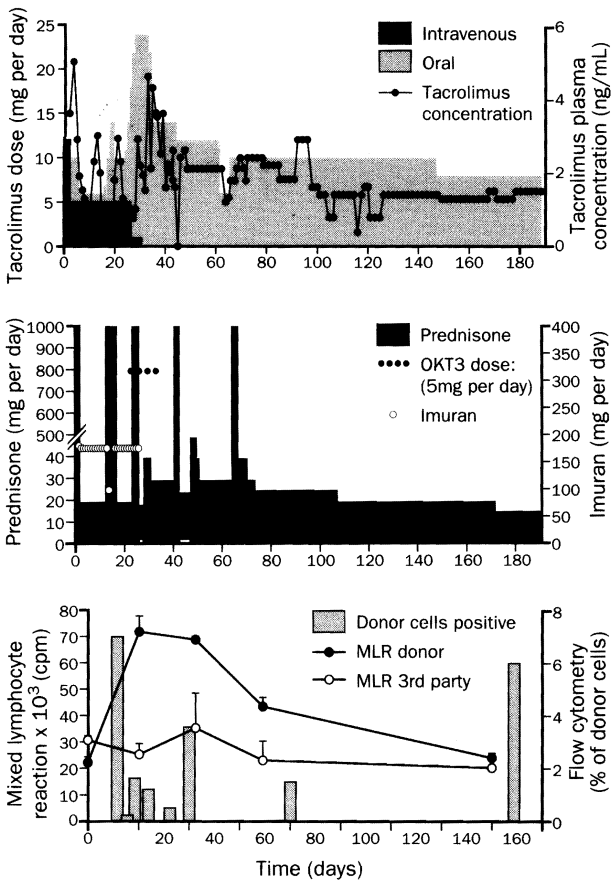 Tacrolimus dose (mg per day)
25
20
15
10
5
0
Intravenous
Oral
Tacrolimus
concentration
6
4
2
0
Tacrolimus plasma
concentration (ng/mL)
0 20 40 60 80 100 120 140 160 180
Prednisone (mg per day)
1000
900
800
700
600
500
40
30
20
10
0
Prednisone
OKT3 dose:
(5mg per day)
Imuran
400
350
300
250
200
150
100
50
0
Imuran (mg per day)
0 20 40 60 80 100 120 140 160 180
Mixed lymphocyte
reaction x 10³ (cpm)
80
70
60
50
40
30
20
10
0
Donor cells positive
MLR donor
MLR 3rd party
8
6
4
2
0
Flow cytometry
(% of donor cells)
0 20 40 60 80 100 120 140 160
Time (days)